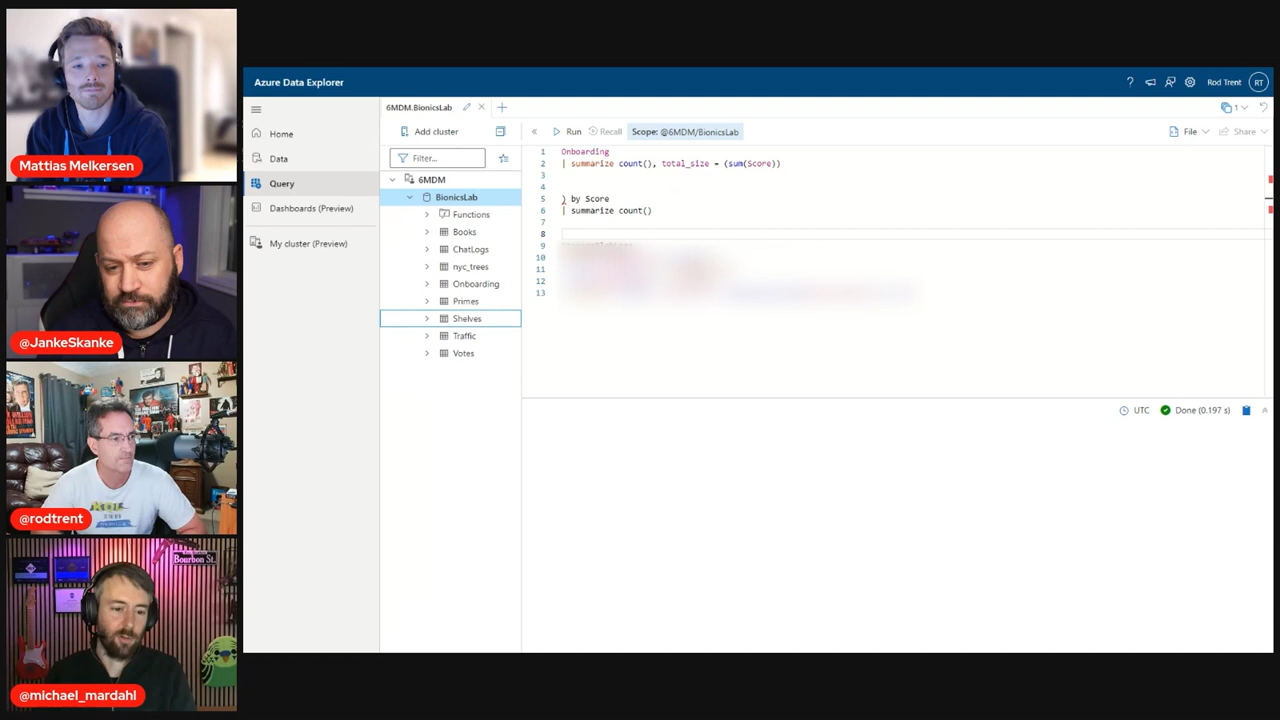 Mattias Melkersen
@JankeSkanke
@rodtrent
Bourbon St.
@michael_mardahl
Azure Data Explorer
Rod Trent
RT
Home
Data
Query
Dashboards (Preview)
My cluster (Preview)
6MDM.BionicsLab
Add cluster
Filter...
6MDM
BionicsLab
Functions
Books
ChatLogs
nyc_trees
Onboarding
Primes
Shelves
Traffic
Votes
Run
Recall
Scope: @6MDM/BionicsLab
1
File
Share
1 Onboarding
2 | summarize count(), total_size = (sum(Score))
3
4
5 ) by Score
6 | summarize count()
7
8
9
10
11
12
13
UTC
Done (0.197 s)